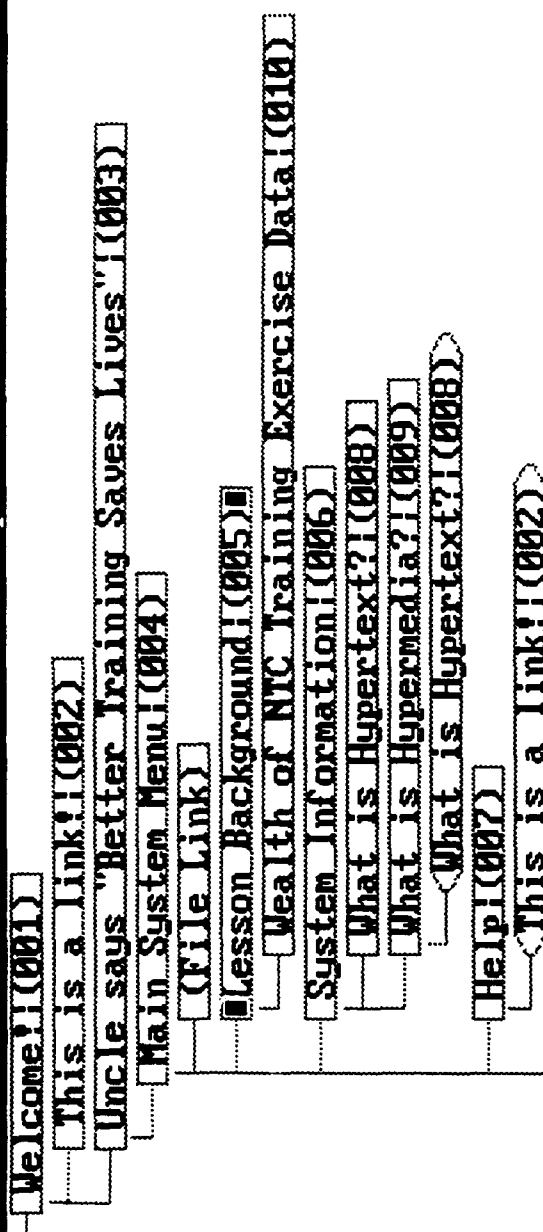 Welcome!¦(001)
This is a link!¦(002)
Uncle says "Better Training Saves Lives"¦(003)
Main System Menu¦(004)
(File Link)
■Lesson Background¦(005)■
Wealth of NTC Training Exercise Data¦(010)
System Information¦(006)
What is Hypertext?¦(008)
What is Hypermedia?¦(009)
What is Hypertext?¦(008)
Help¦(007)
This is a link!¦(002)